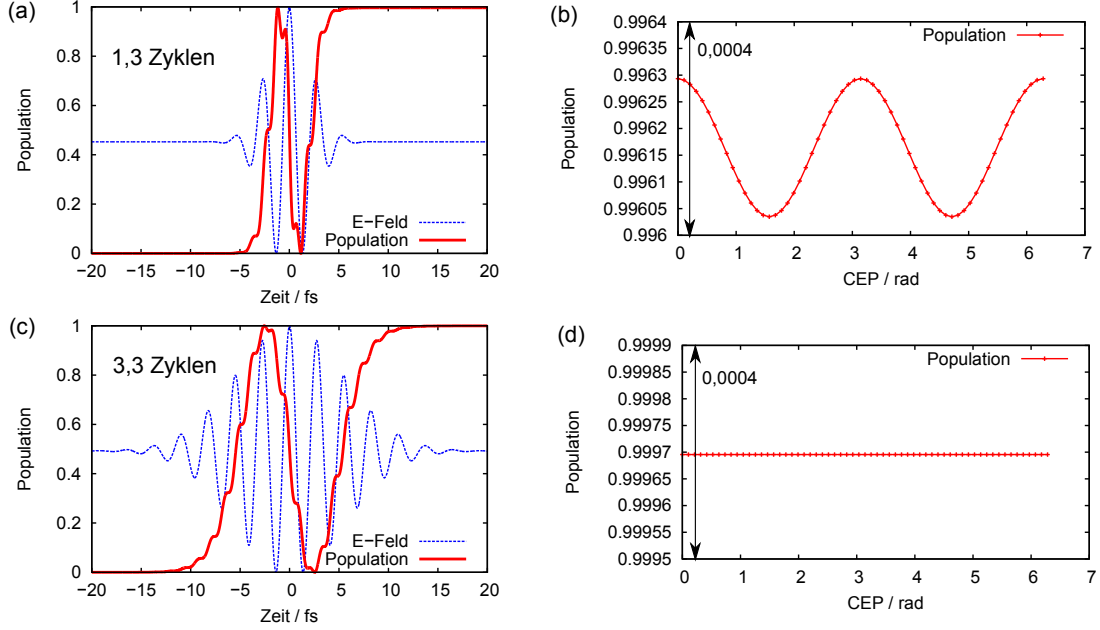 (a)
1
0.8
0.6
0.4
0.2
0
Population
1,3 Zyklen
E−Feld
Population
−20 −15 −10 −5 0 5 10 15 20
Zeit / fs
(b)
0.9964
0.99635
0.9963
0.99625
0.9962
0.99615
0.9961
0.99605
0.996
Population
0,0004
Population
0 1 2 3 4 5 6 7
CEP / rad
(c)
1
0.8
0.6
0.4
0.2
0
Population
3,3 Zyklen
E−Feld
Population
−20 −15 −10 −5 0 5 10 15 20
Zeit / fs
(d)
0.9999
0.99985
0.9998
0.99975
0.9997
0.99965
0.9996
0.99955
0.9995
Population
0,0004
Population
0 1 2 3 4 5 6 7
CEP / rad